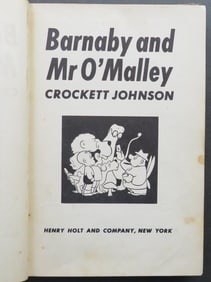 Barnaby and
Mr O'Malley
CROCKETT JOHNSON
HENRY HOLT AND COMPANY, NEW YORK